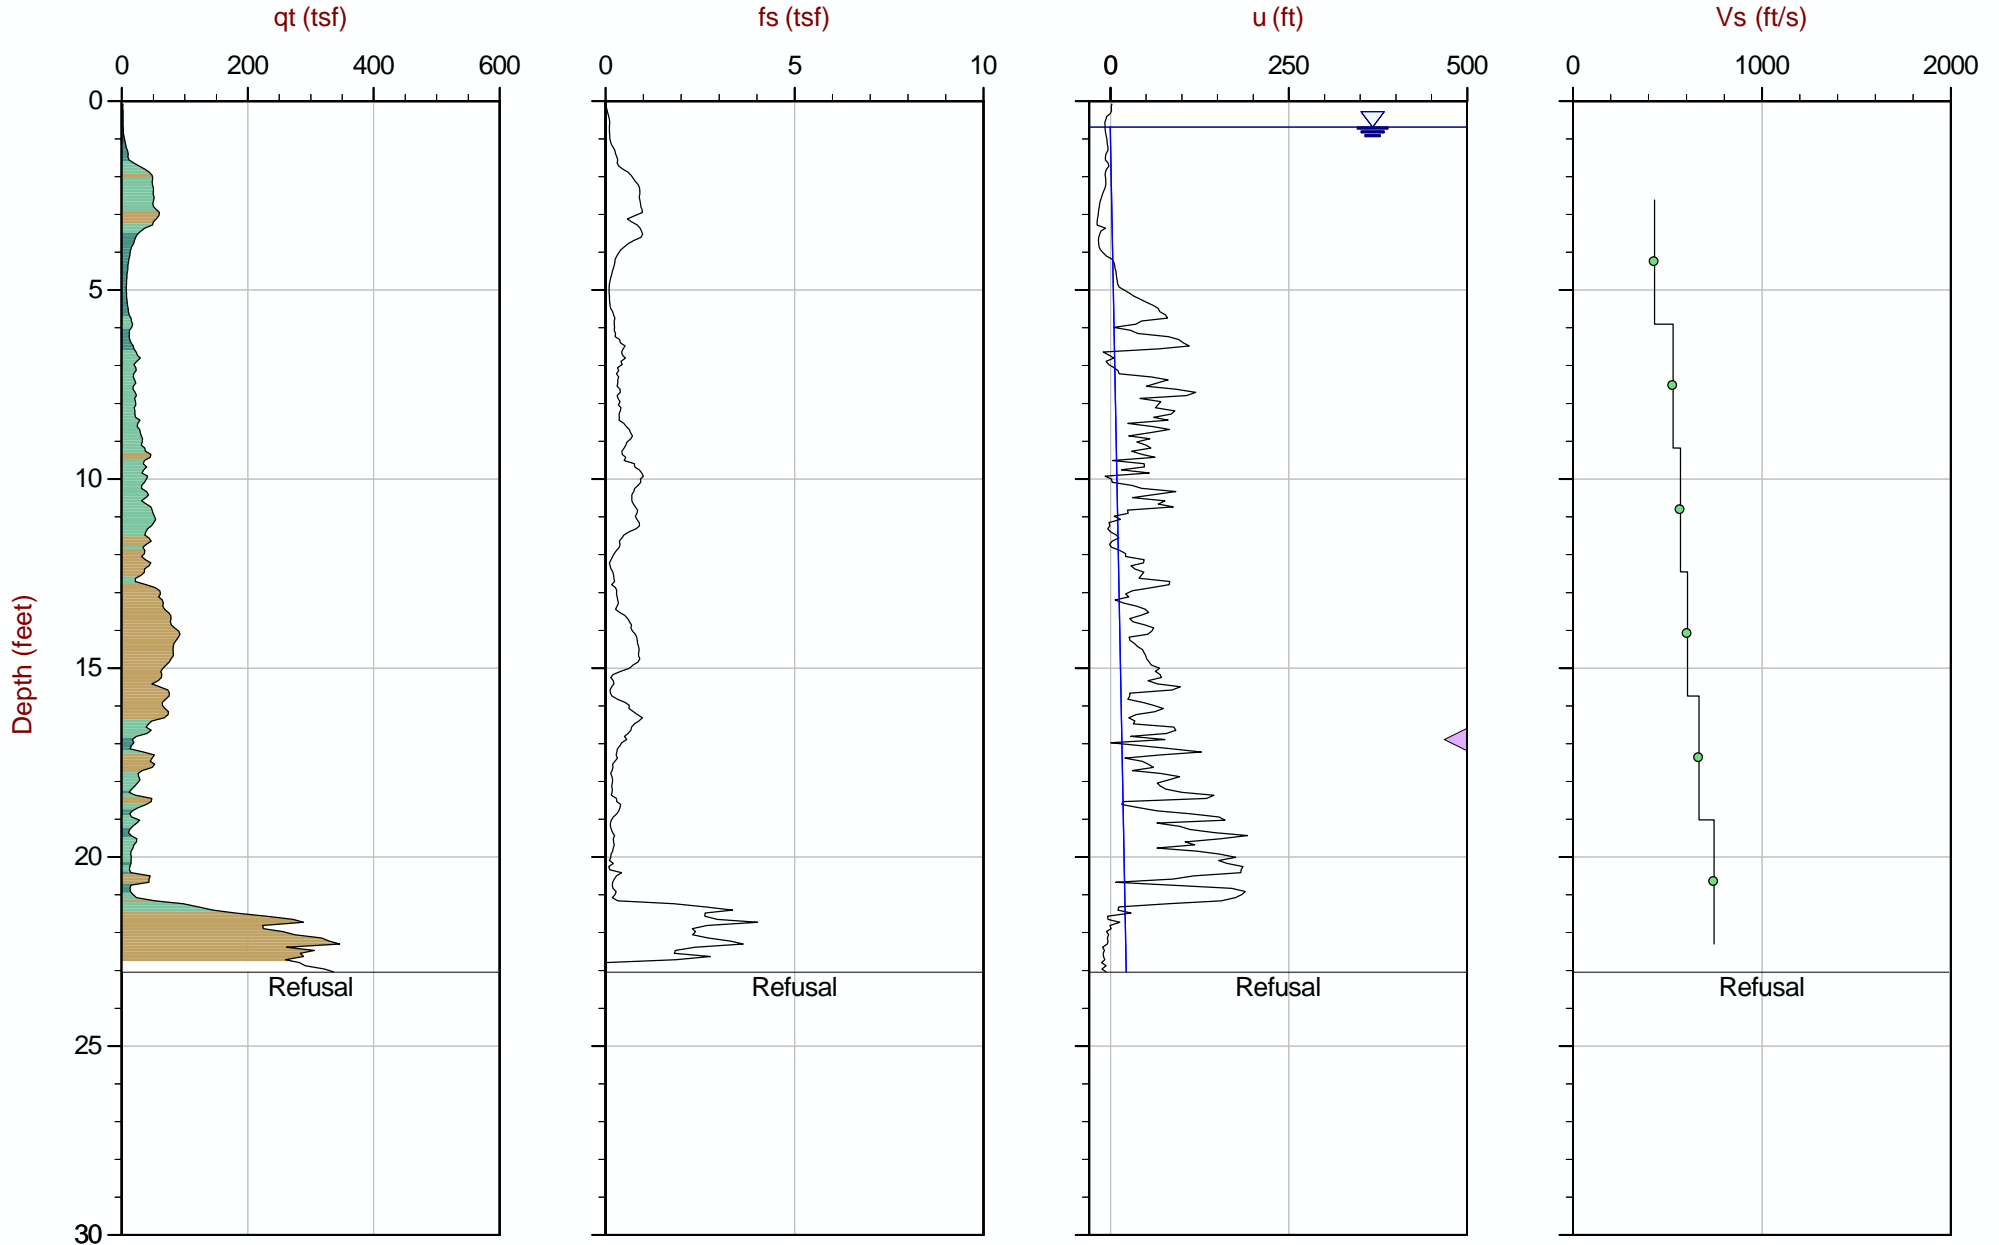 qt (tsf) fs (tsf) u (ft) Vs (ft/s)
0 200 400 600 0 5 10 0 250 500 0 1000 2000
0
5
10
Depth (feet)
15
20
Refusal Refusal Refusal Refusal
25
30